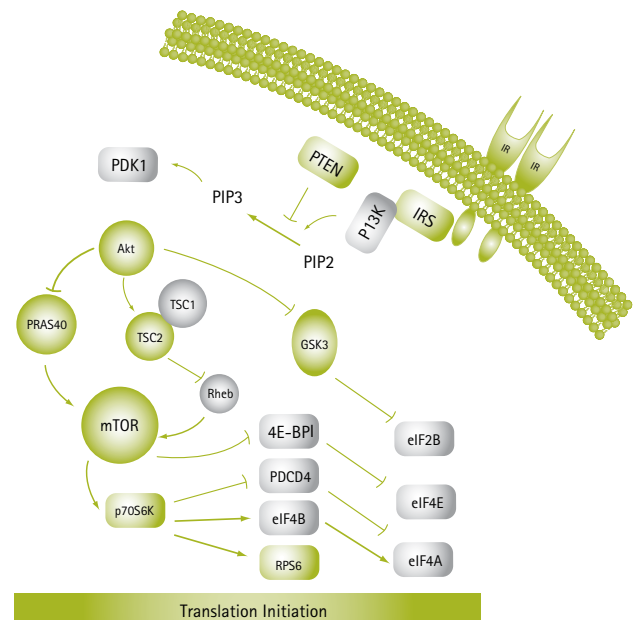 IR
IR
PTEN
PDK1
PIP3
P13K
IRS
Akt
PIP2
TSC1
PRAS40
TSC2
GSK3
Rheb
mTOR
4E-BPI
eIF2B
PDCD4
p70S6K
eIF4B
eIF4E
RPS6
eIF4A
Translation Initiation